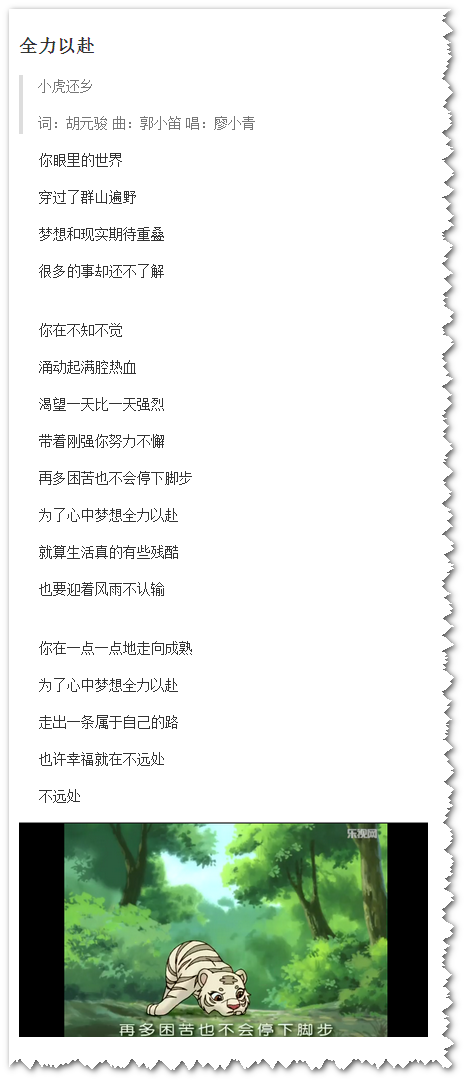 全力以赴
小虎还乡
词：胡元骏 曲：郭小笛 唱：廖小青
你眼里的世界
穿过了群山遍野
梦想和现实期待重叠
很多的事却还不了解
你在不知不觉
涌动起满腔热血
渴望一天比一天强烈
带着刚强你努力不懈
再多困苦也不会停下脚步
为了心中梦想全力以赴
就算生活真的有些残酷
也要迎着风雨不认输
你在一点一点地走向成熟
为了心中梦想全力以赴
走出一条属于自己的路
也许幸福就在不远处
不远处
乐视网
再多困苦也不会停下脚步